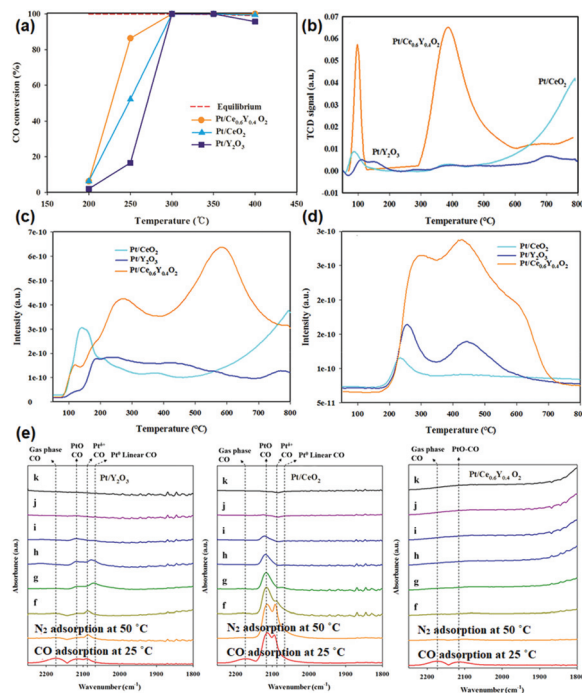 (a)
CO conversion (%)
100
80
60
40
20
0
150
200
250
300
350
400
450
Temperature (℃)
Equilibrium
Pt/Ce0.6Y0.4 O2
Pt/CeO2
Pt/Y2O3
(b)
TCD signal (a.u.)
0.07
0.06
0.05
0.04
0.03
0.02
0.01
0.00
100
200
300
400
500
600
700
800
Temperature (°C)
Pt/Ce0.6Y0.4O2
Pt/CeO2
Pt/Y2O3
(c)
Intensity (a.u.)
7e-10
6e-10
5e-10
4e-10
3e-10
2e-10
1e-10
0
100
200
300
400
500
600
700
800
Temperature (°C)
Pt/CeO2
Pt/Y2O3
Pt/Ce0.6Y0.4O2
(d)
Intensity (a.u.)
3e-10
2e-10
2e-10
1e-10
5e-11
0
100
200
300
400
500
600
700
800
Temperature (°C)
Pt/CeO2
Pt/Y2O3
Pt/Ce0.6Y0.4O2
(e)
Gas phase CO
PtO CO
Ptδ+ CO
Pt0 Linear CO
Pt/Y2O3
k
j
i
h
g
f
N2 adsorption at 50 ˚C
CO adsorption at 25 ˚C
Absorbance (a.u.)
2200
2100
2000
1900
1800
Wavenumber (cm-1)
Gas phase CO
PtO CO
Ptδ+ CO
Pt0 Linear CO
Pt/CeO2
k
j
i
h
g
f
N2 adsorption at 50 ˚C
CO adsorption at 25 ˚C
Absorbance (a.u.)
2200
2100
2000
1900
1800
Wavenumber (cm-1)
Gas phase CO
PtO-CO
Pt/Ce0.6Y0.4 O2
k
j
i
h
g
f
N2 adsorption at 50 ˚C
CO adsorption at 25 ˚C
Absorbance (a.u.)
2200
2100
2000
1900
1800
Wavenumber (cm-1)